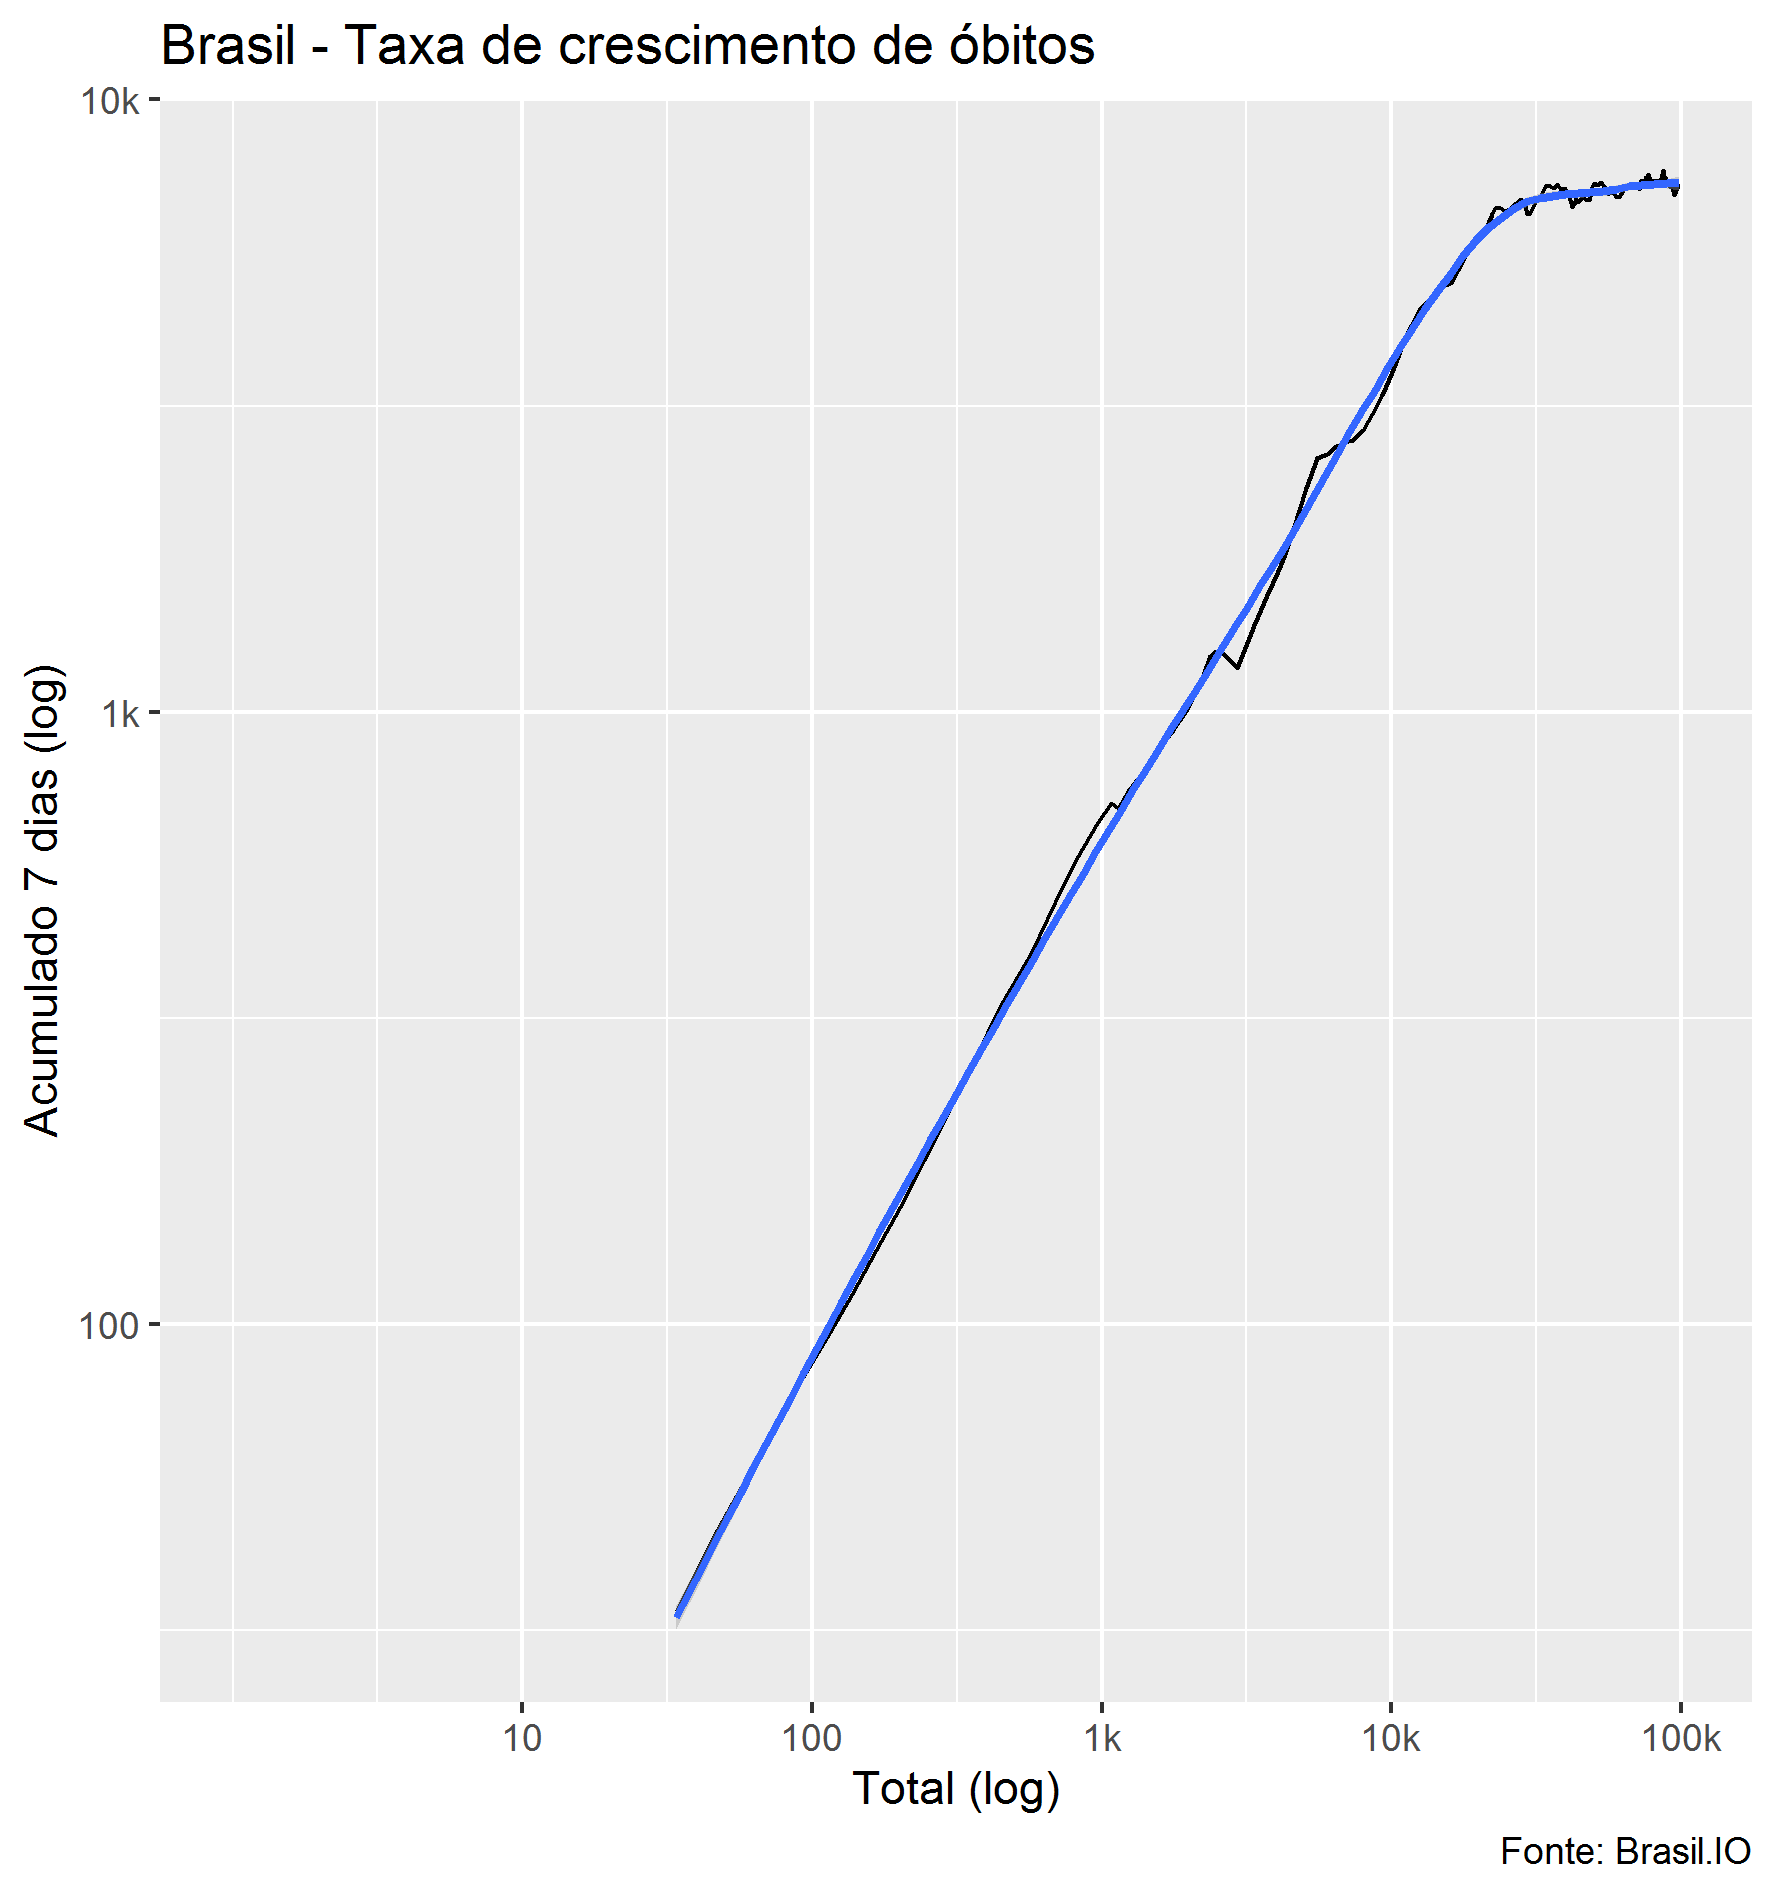 Brasil - Taxa de crescimento de óbitos
10k
1k
100
Acumulado 7 dias (log)
10 100 1k 10k 100k
Total (log)
Fonte: Brasil.IO